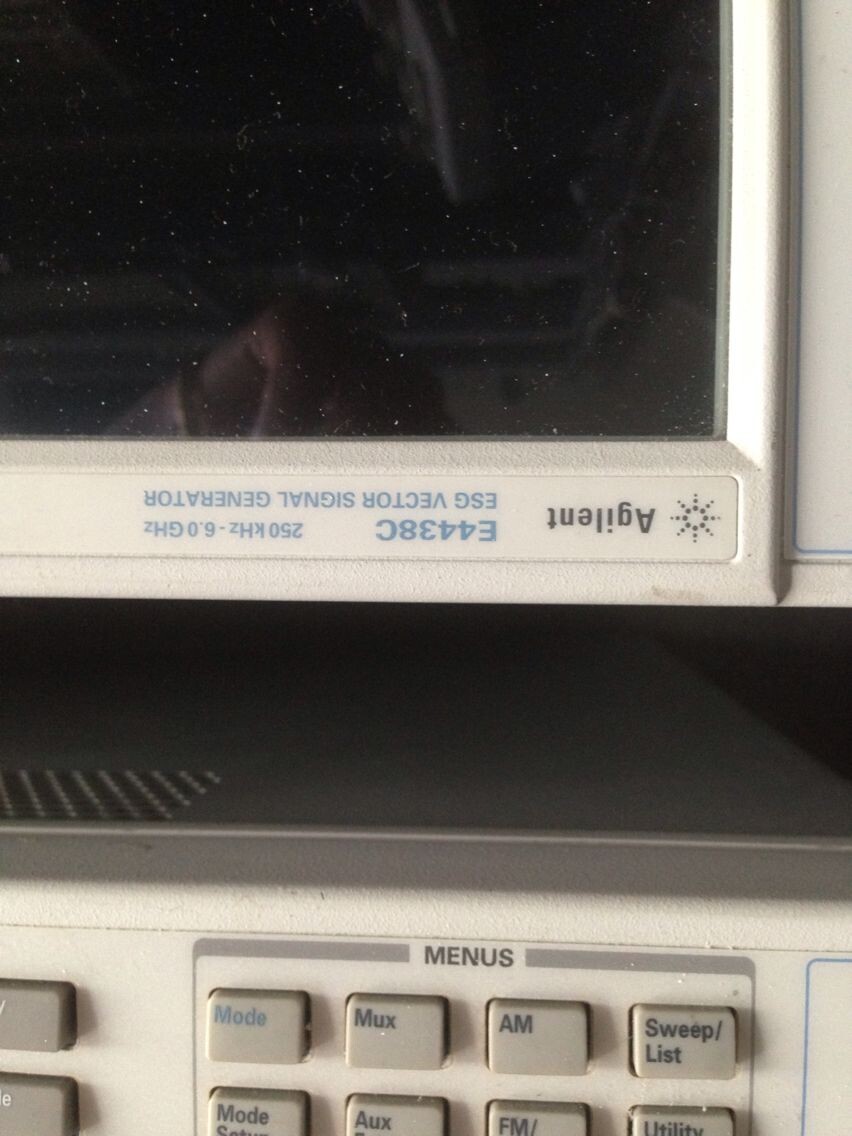 Agilent
E4438C 250 kHz - 6.0 GHz
ESG VECTOR SIGNAL GENERATOR
MENUS
Mode Mux AM Sweep/
List
Mode Aux FM/ Utility